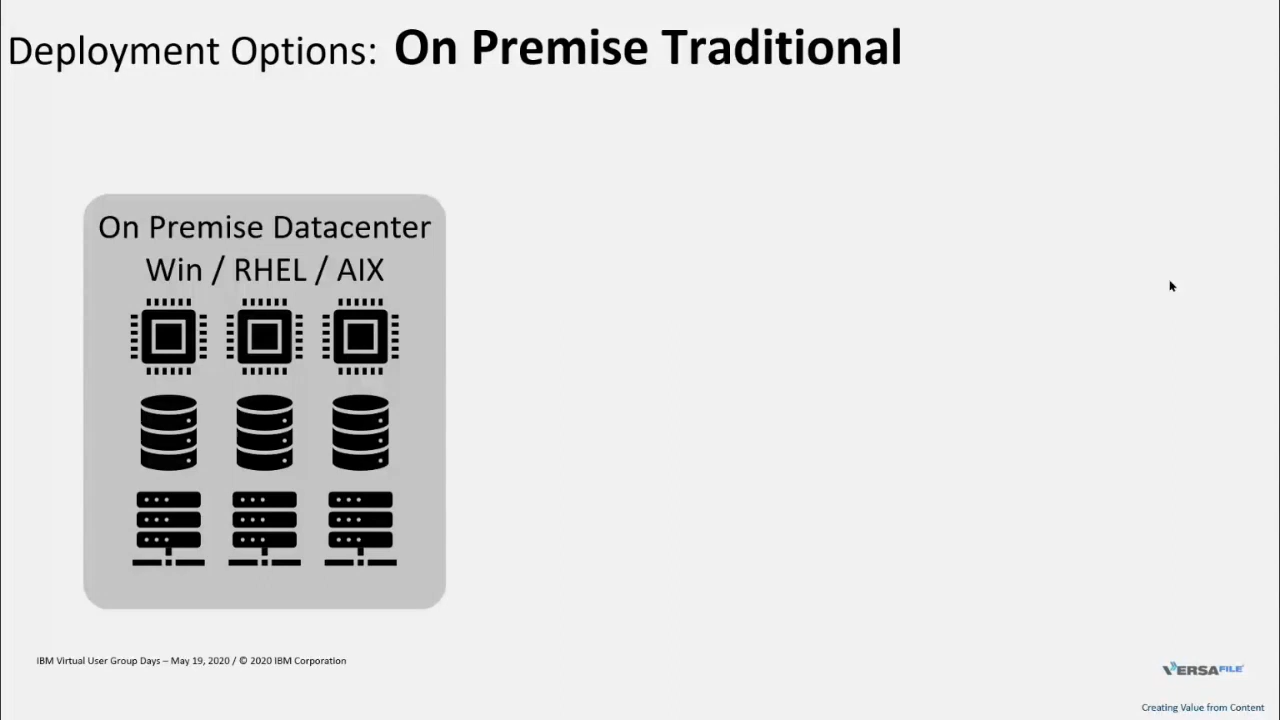 Deployment Options: On Premise Traditional
On Premise Datacenter
Win / RHEL / AIX
IBM Virtual User Group Days – May 19, 2020 / © 2020 IBM Corporation
VERSAFILE
Creating Value from Content